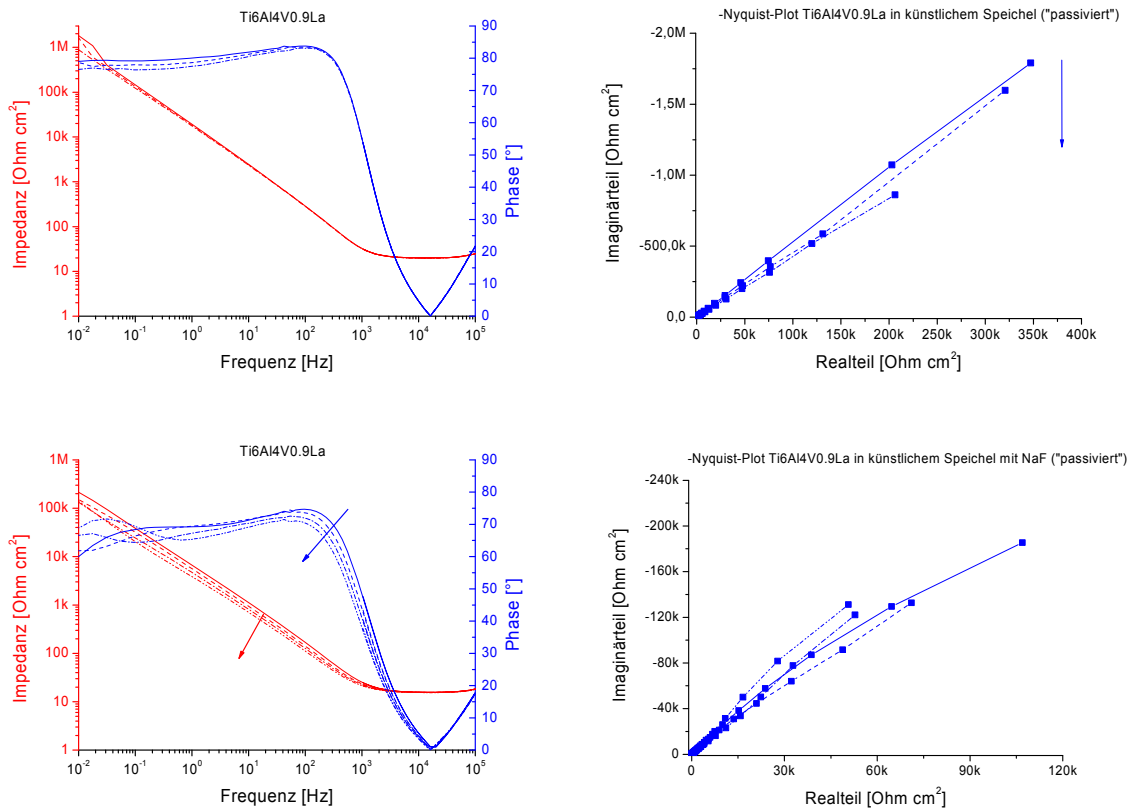 Ti6Al4V0.9La
Impedanz [Ohm cm²]
1M
100k
10k
1k
100
10
1
Phase [°]
90
80
70
60
50
40
30
20
10
0
10⁻² 10⁻¹ 10⁰ 10¹ 10² 10³ 10⁴ 10⁵
Frequenz [Hz]
-Nyquist-Plot Ti6Al4V0.9La in künstlichem Speichel ("passiviert")
Imaginärteil [Ohm cm²]
-2,0M
-1,5M
-1,0M
-500,0k
0,0
0 50k 100k 150k 200k 250k 300k 350k 400k
Realteil [Ohm cm²]
Ti6Al4V0.9La
Impedanz [Ohm cm²]
1M
100k
10k
1k
100
10
1
Phase [°]
90
80
70
60
50
40
30
20
10
0
10⁻² 10⁻¹ 10⁰ 10¹ 10² 10³ 10⁴ 10⁵
Frequenz [Hz]
-Nyquist-Plot Ti6Al4V0.9La in künstlichem Speichel mit NaF ("passiviert")
Imaginärteil [Ohm cm²]
-240k
-200k
-160k
-120k
-80k
-40k
0
0 30k 60k 90k 120k
Realteil [Ohm cm²]